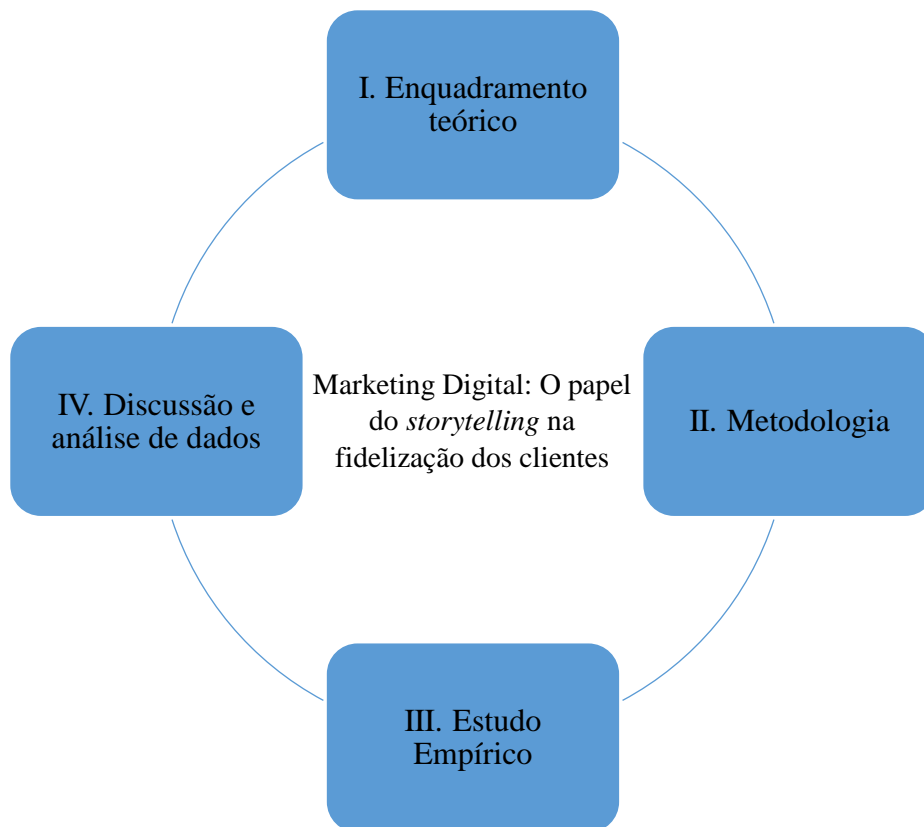 I. Enquadramento
teórico
Marketing Digital: O papel
do storytelling na
fidelização dos clientes
II. Metodologia
III. Estudo
Empírico
IV. Discussão e
análise de dados